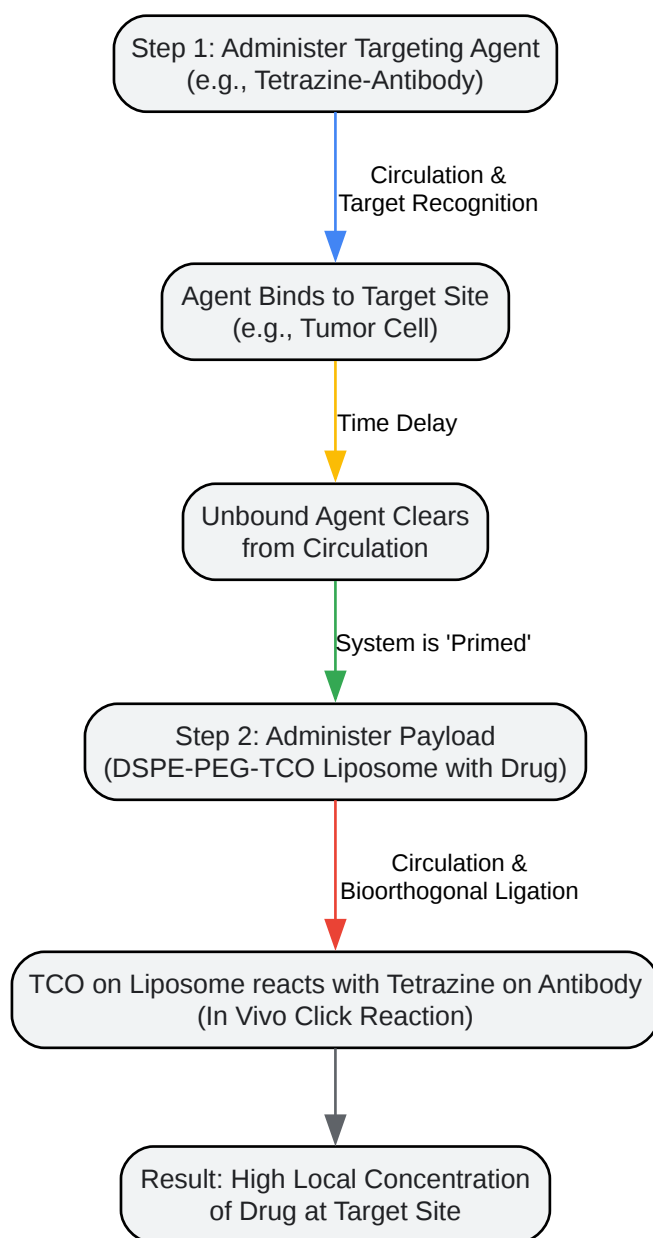 Step 1: Administer Targeting Agent
(e.g., Tetrazine-Antibody)
Circulation &
Target Recognition
Agent Binds to Target Site
(e.g., Tumor Cell)
Time Delay
Unbound Agent Clears
from Circulation
System is 'Primed'
Step 2: Administer Payload
(DSPE-PEG-TCO Liposome with Drug)
Circulation &
Bioorthogonal Ligation
TCO on Liposome reacts with Tetrazine on Antibody
(In Vivo Click Reaction)
Result: High Local Concentration
of Drug at Target Site